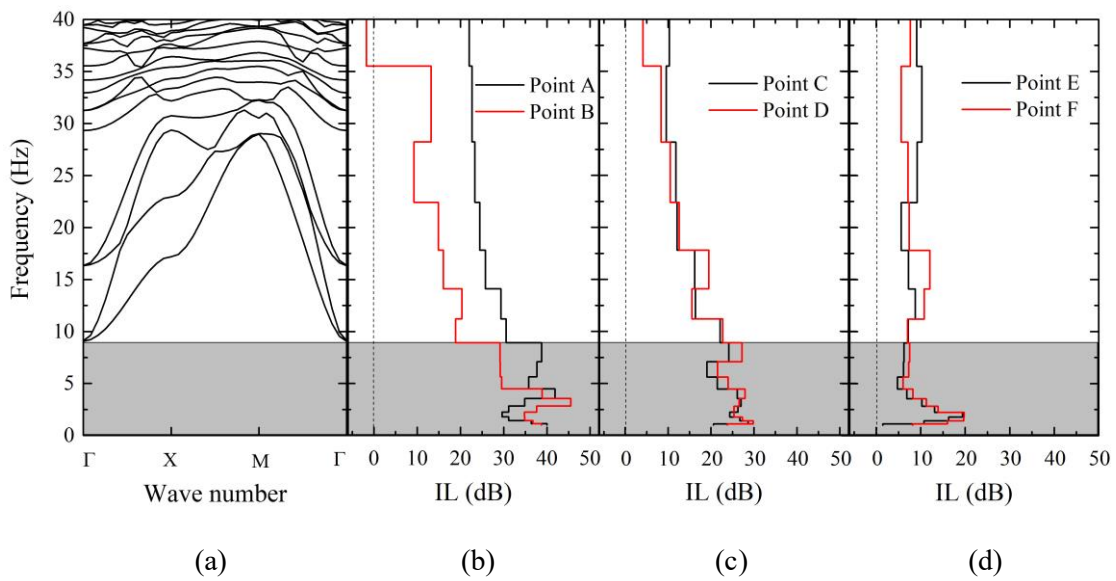 40
35
30
25
20
15
10
5
0
Frequency (Hz)
Γ X M Γ
Wave number
Point A
Point B
0 10 20 30 40 50
IL (dB)
Point C
Point D
0 10 20 30 40 50
IL (dB)
Point E
Point F
0 10 20 30 40 50
IL (dB)
(a) (b) (c) (d)